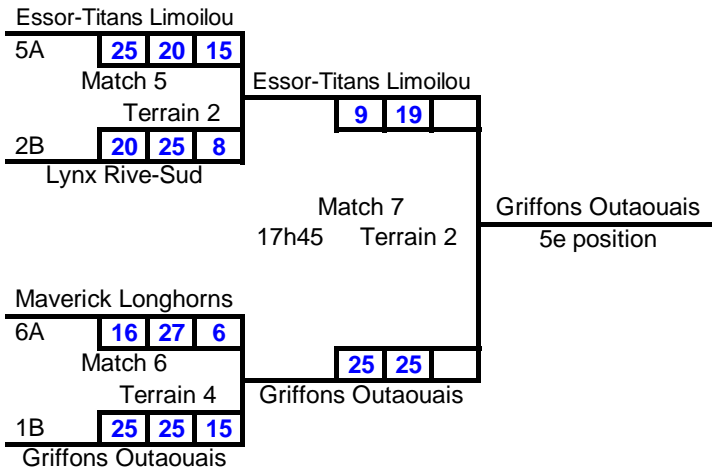 Essor-Titans Limoilou
5A 25 20 15
Match 5
Terrain 2
2B 20 25 8
Lynx Rive-Sud
Essor-Titans Limoilou
9 19
Match 7
17h45 Terrain 2
Griffons Outaouais
5e position
Maverick Longhorns
6A 16 27 6
Match 6
Terrain 4
1B 25 25 15
Griffons Outaouais
25 25
Griffons Outaouais